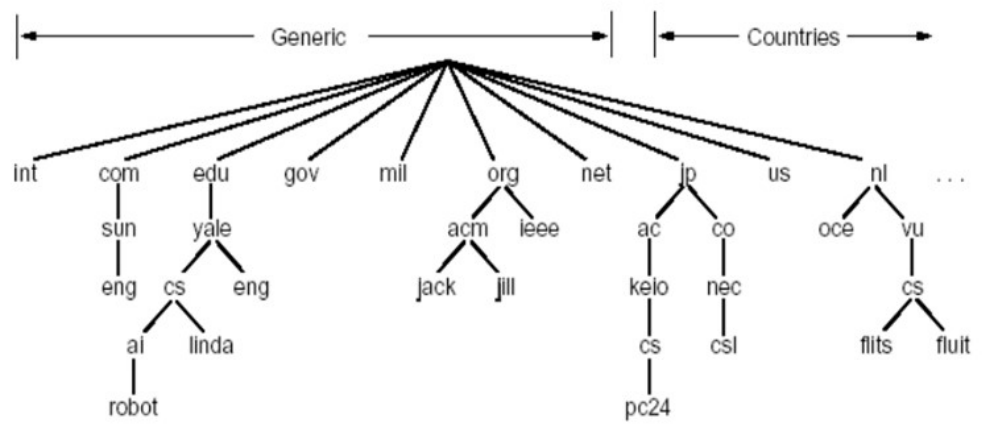 Generic Countries
int com edu gov mil org net jp us nl ...
sun yale acm ieee ac co oce vu
eng cs eng jack jill keio nec cs
ai linda cs csl flits fluit
robot pc24